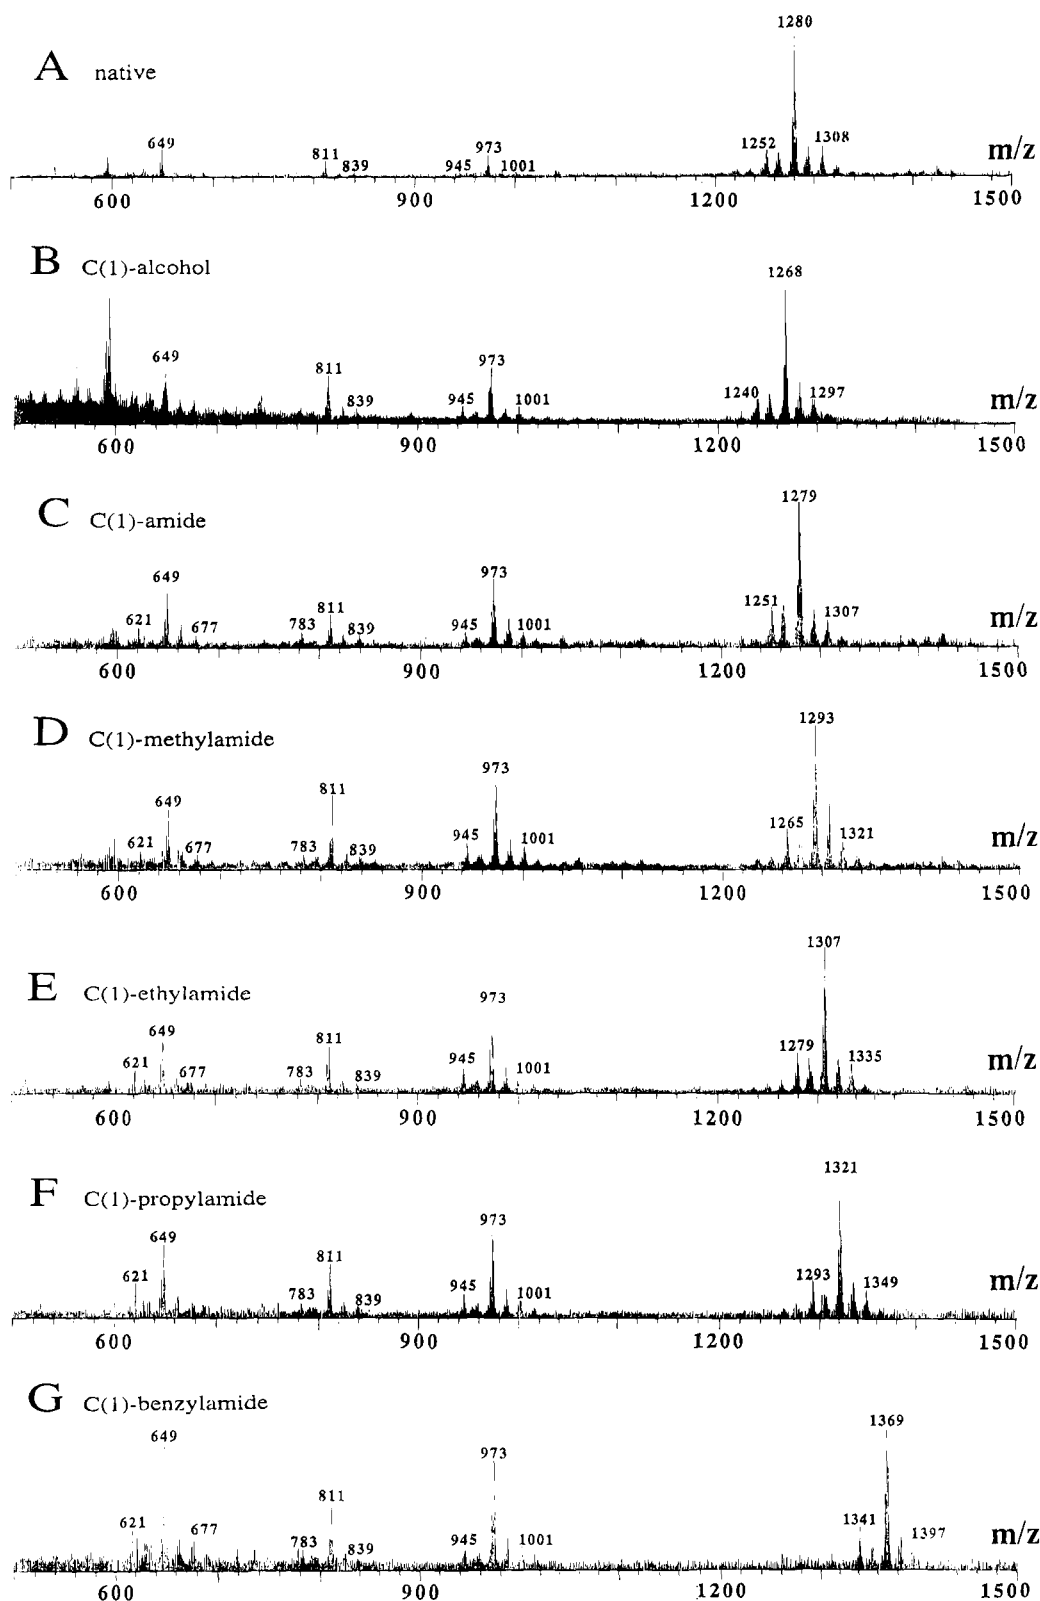 1280
A native
649 811 839 945 973 1001 1252 1308 m/z
600 900 1200 1500
B C(1)-alcohol
1268
649 811 839 945 973 1001 1240 1297 m/z
600 900 1200 1500
C C(1)-amide
1279
621 649 677 783 811 839 945 973 1001 1251 1307 m/z
600 900 1200 1500
D C(1)-methylamide
1293
621 649 677 783 811 839 945 973 1001 1265 1321 m/z
600 900 1200 1500
E C(1)-ethylamide
1307
621 649 677 783 811 839 945 973 1001 1279 1335 m/z
600 900 1200 1500
F C(1)-propylamide
1321
621 649 783 811 839 945 973 1001 1293 1349 m/z
600 900 1200 1500
G C(1)-benzylamide
1369
621 649 677 783 811 839 945 973 1001 1341 1397 m/z
600 900 1200 1500